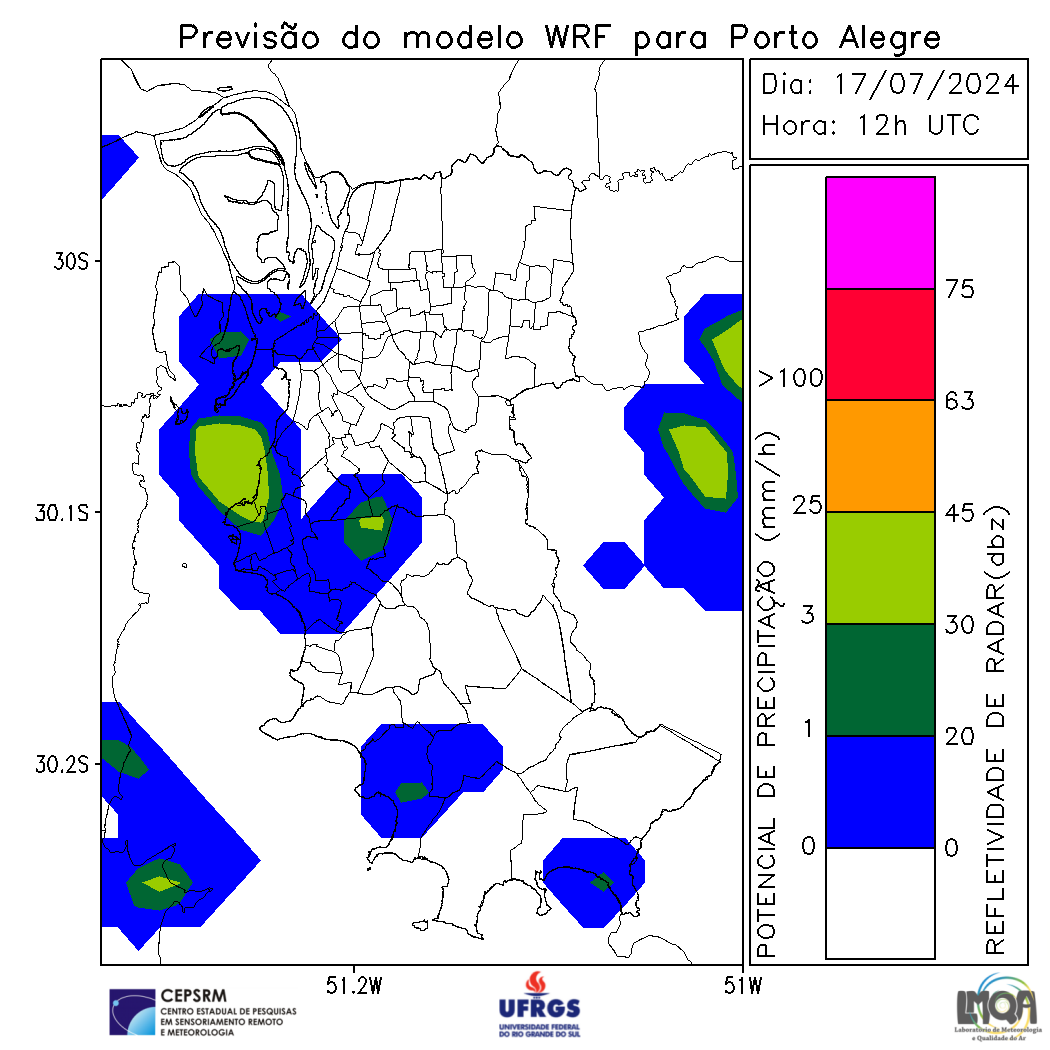 Previsão do modelo WRF para Porto Alegre
Dia: 17/07/2024
Hora: 12h UTC
30S
30.1S
30.2S
51.2W
51W
POTENCIAL DE PRECIPITAÇÃO (mm/h)
>100
25
3
1
0
75
63
45
30
20
0
REFLETIVIDADE DE RADAR(dbz)
CEPSRM
CENTRO ESTADUAL DE PESQUISAS
EM SENSORIAMENTO REMOTO
E METEOROLOGIA
UFRGS
UNIVERSIDADE FEDERAL
DO RIO GRANDE DO SUL
LMQA
Laboratório de Meteorologia
e Qualidade do Ar